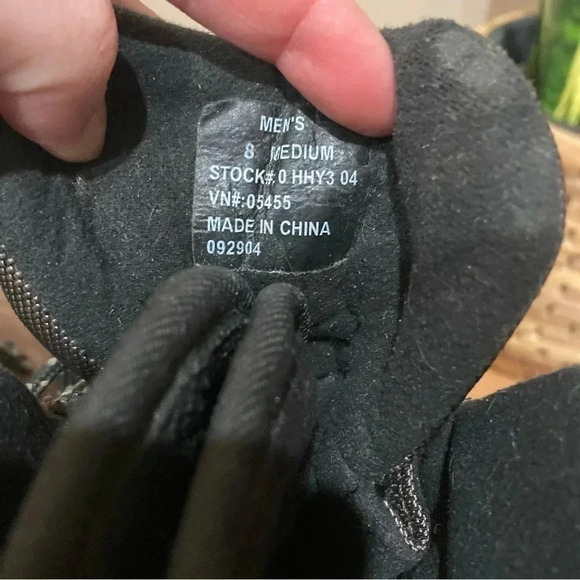 MEN'S
8 MEDIUM
STOCK#:0 HHY3 04
VN#:05455
MADE IN CHINA
092904